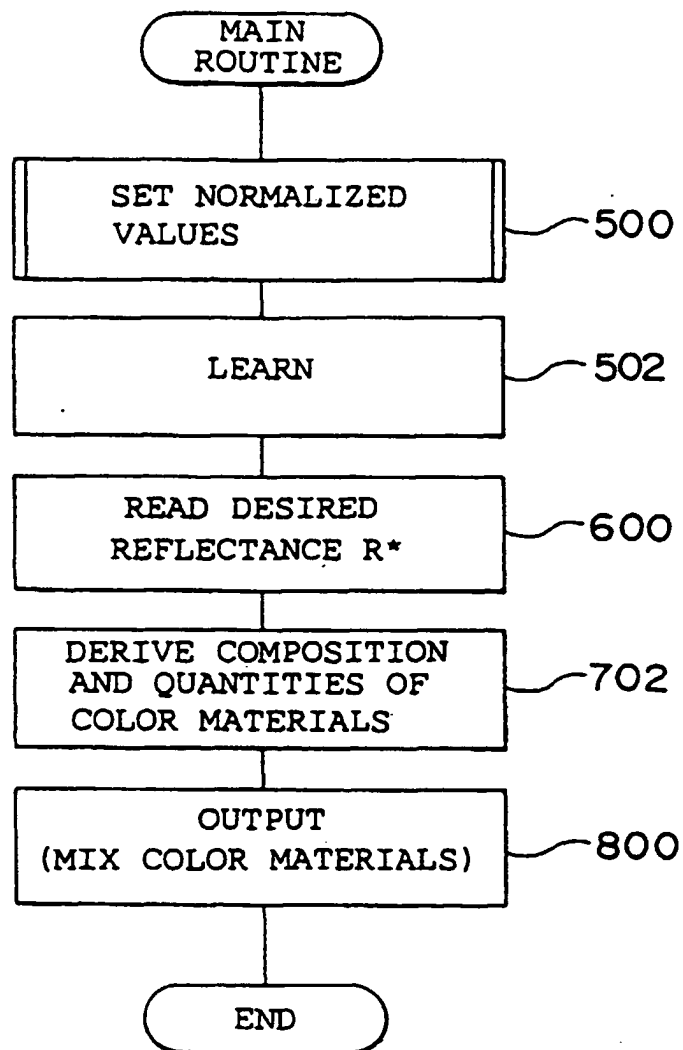 MAIN
ROUTINE
SET NORMALIZED
VALUES
500
LEARN
502
READ DESIRED
REFLECTANCE R*
600
DERIVE COMPOSITION
AND QUANTITIES OF
COLOR MATERIALS
702
OUTPUT
(MIX COLOR MATERIALS)
800
END